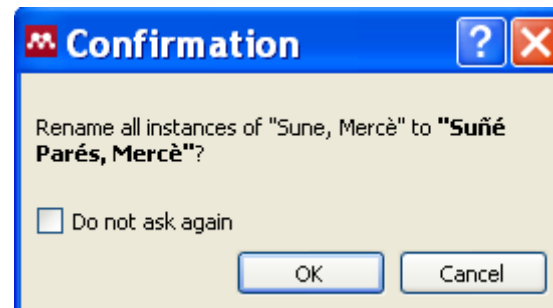 Confirmation
Rename all instances of "Sune, Mercè" to "Suñé
Parés, Mercè"?
Do not ask again
OK Cancel